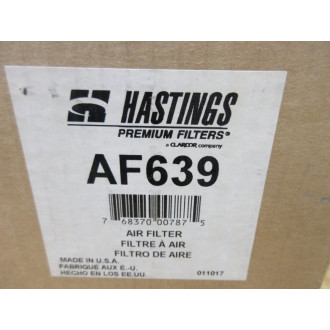 HASTINGS
PREMIUM FILTERS®
a CLARCOR company
AF639
7 68370 00787 5
AIR FILTER
FILTRE À AIR
FILTRO DE AIRE
MADE IN U.S.A.
FABRIQUÉ AUX É.-U.
HECHO EN LOS EE.UU.
011017